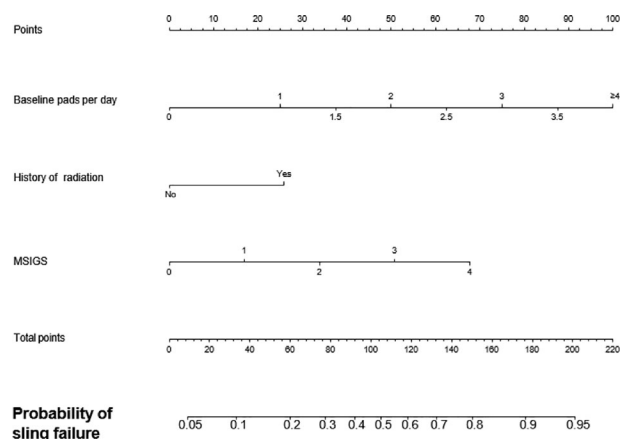 0 10 20 30 40 50 60 70 80 90 100
Points
1 2 3 ≥4
Baseline pads per day
0 1.5 2.5 3.5
Yes
History of radiation
No
1 3
MSIGS
0 2 4
Total points
0 20 40 60 80 100 120 140 160 180 200 220
Probability of
sling failure
0.05 0.1 0.2 0.3 0.4 0.5 0.6 0.7 0.8 0.9 0.95